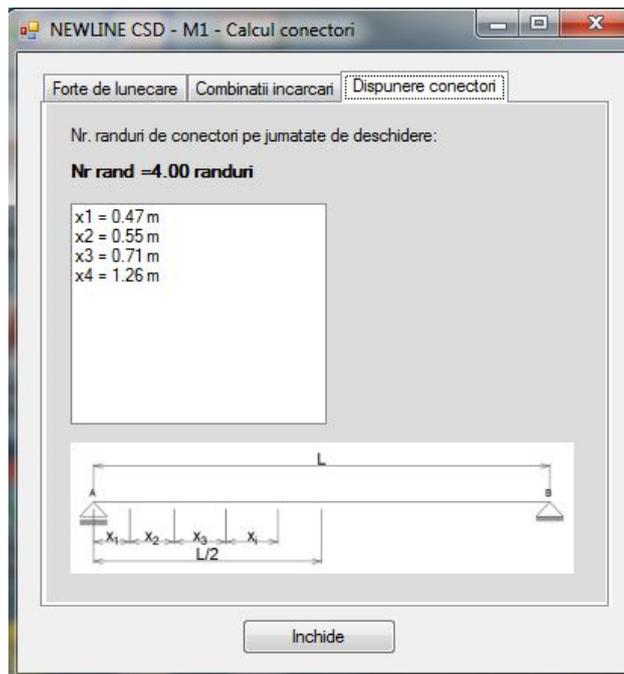 NEWLINE CSD - M1 - Calcul conectori
Forte de lunecare Combinatii incarcari Dispunere conectori
Nr. randuri de conectori pe jumatate de deschidere:
Nr rand =4.00 randuri
x1 = 0.47 m
x2 = 0.55 m
x3 = 0.71 m
x4 = 1.26 m
L
A B
x1 x2 x3 xi
L/2
Inchide